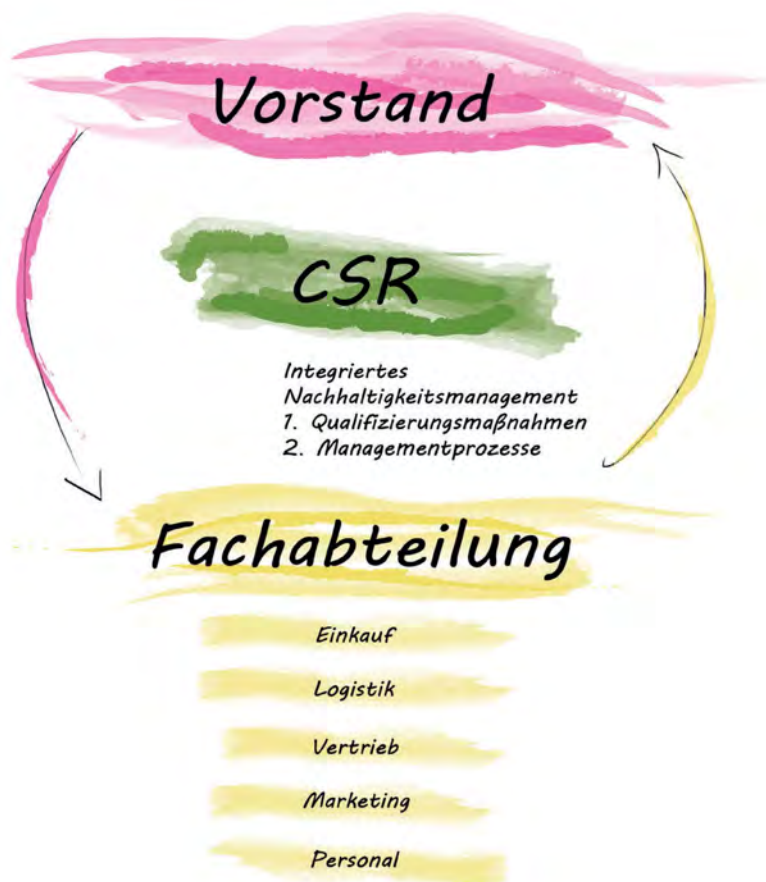 Vorstand
CSR
Integriertes
Nachhaltigkeitsmanagement
1. Qualifizierungsmaßnahmen
2. Managementprozesse
Fachabteilung
Einkauf
Logistik
Vertrieb
Marketing
Personal